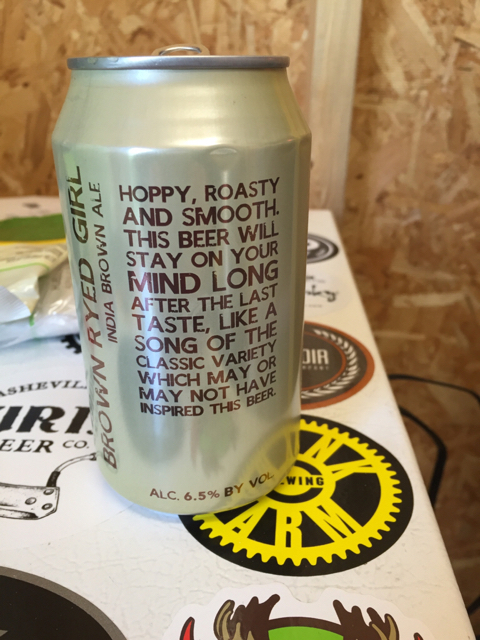 BROWN RYED GIRL
INDIA BROWN ALE
HOPPY, ROASTY
AND SMOOTH.
THIS BEER WILL
STAY ON YOUR
MIND LONG
AFTER THE LAST
TASTE, LIKE A
SONG OF THE
CLASSIC VARIETY
WHICH MAY OR
MAY NOT HAVE
INSPIRED THIS BEER.
ALC. 6.5% BY VOL.
ASHEVILL
BEER CO.
ARM